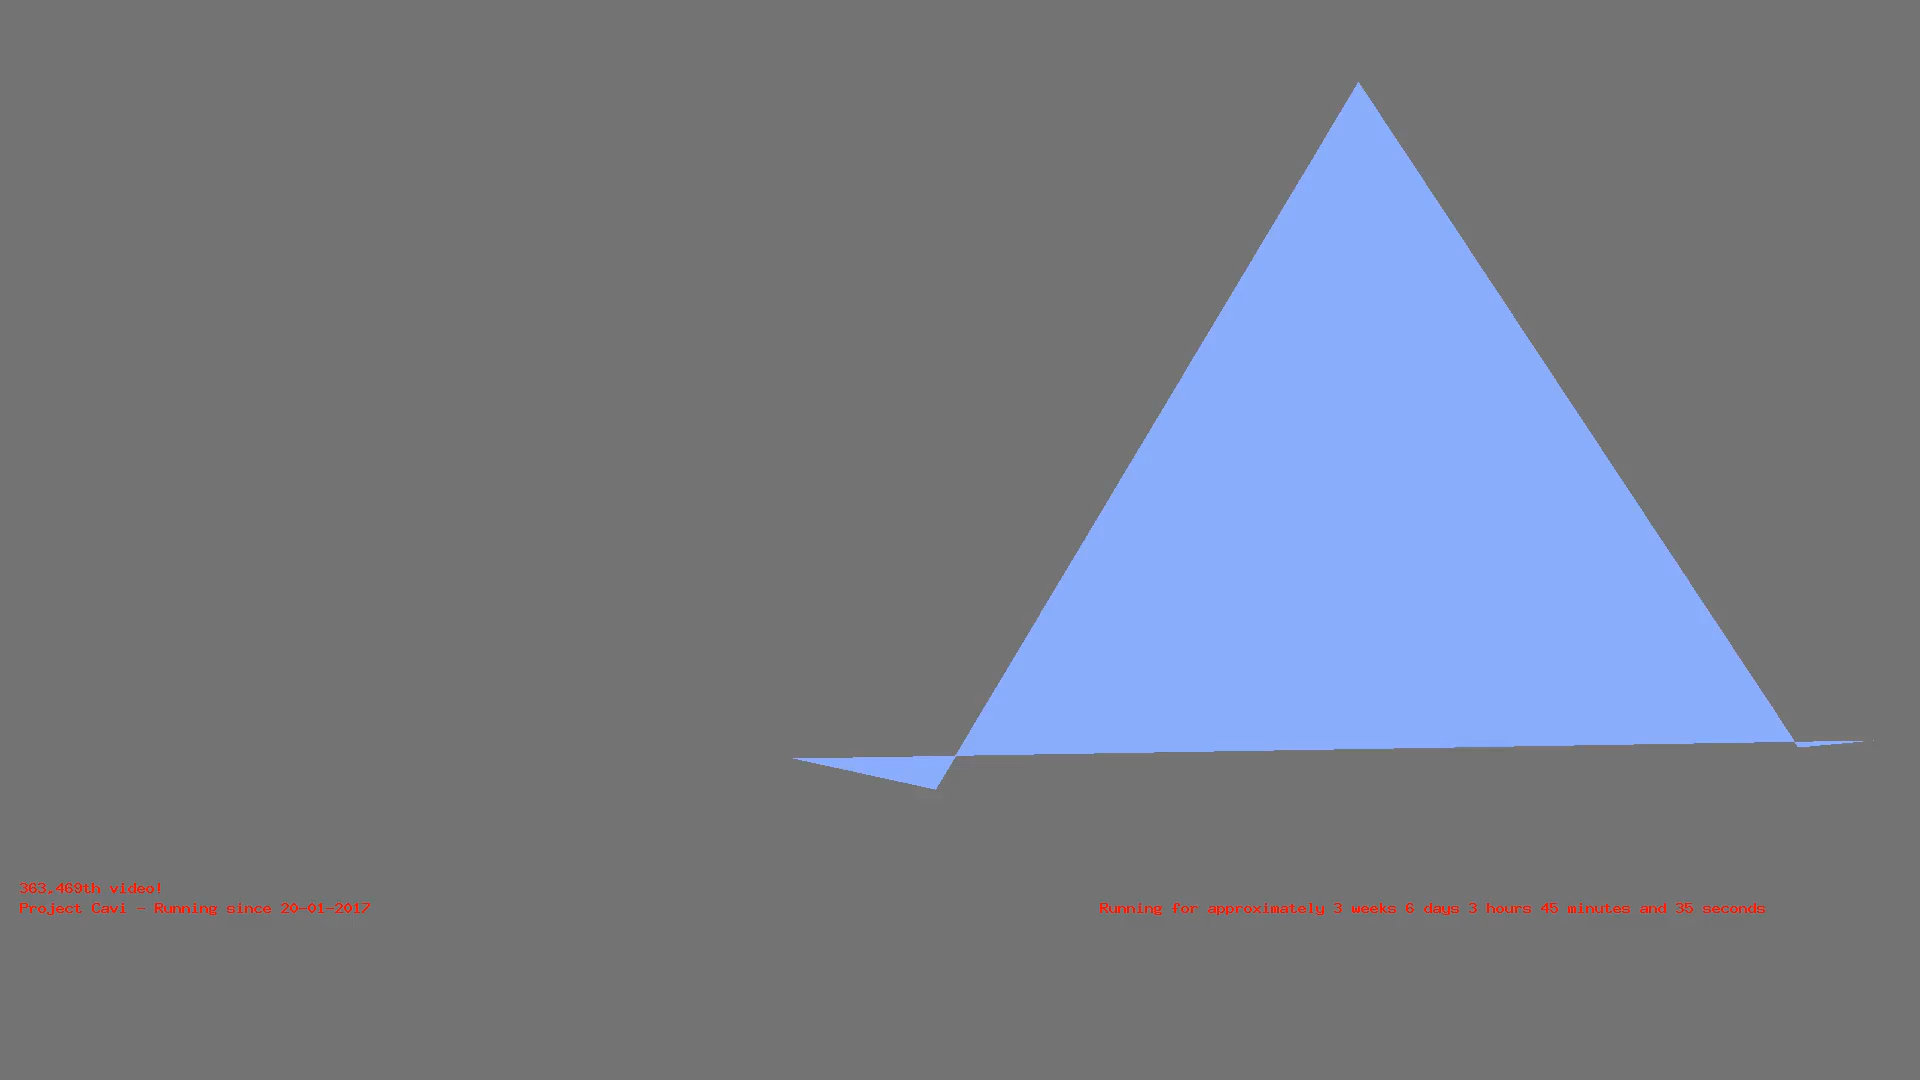 363.469th video!
Project Cavi - Running since 20-01-2017
Running for approximately 3 weeks 6 days 3 hours 45 minutes and 35 seconds